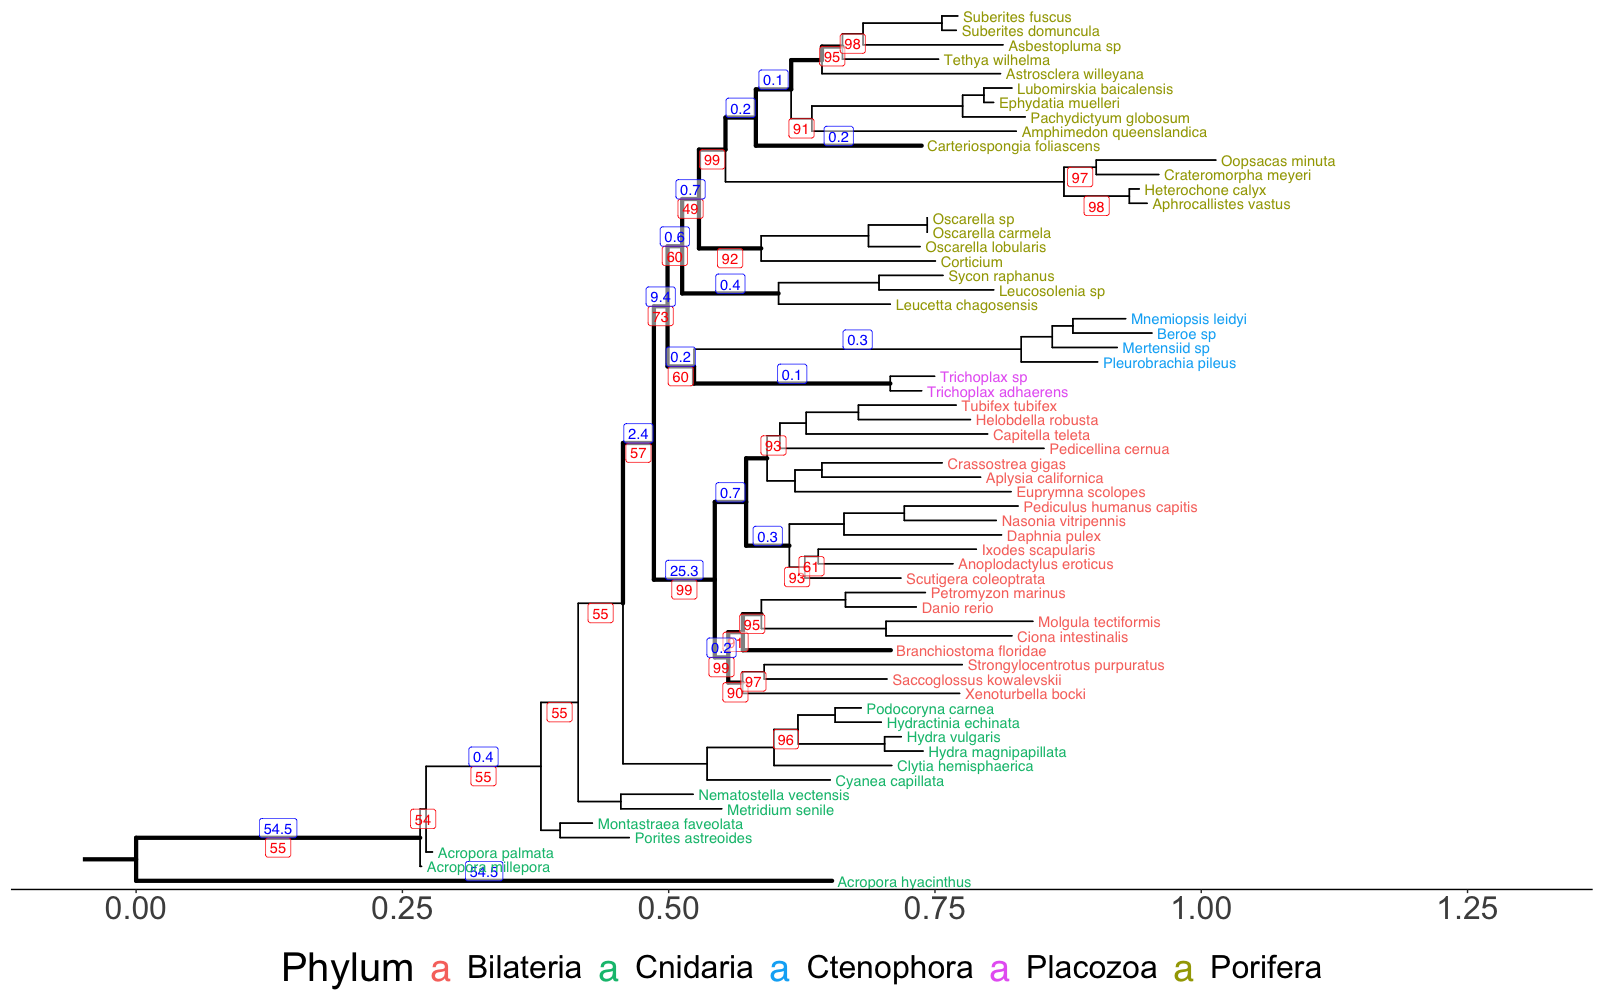 Suberites fuscus
Suberites domuncula
98
Asbestopluma sp
95
Tethya wilhelma
Astrosclera willeyana
0.1
Lubomirskia baicalensis
Ephydatia muelleri
0.2
Pachydictyum globosum
91
Amphimedon queenslandica
0.2
Carteriospongia foliascens
99
Oopsacas minuta
97
Crateromorpha meyeri
0.7
Heterochone calyx
49
98
Aphrocallistes vastus
Oscarella sp
0.6
Oscarella carmela
Oscarella lobularis
60
92
Corticium
Sycon raphanus
0.4
Leucosolenia sp
9.4
Leucetta chagosensis
73
Mnemiopsis leidyi
0.3
Beroe sp
0.2
Mertensiid sp
Pleurobrachia pileus
60
0.1
Trichoplax sp
Trichoplax adhaerens
Tubifex tubifex
Helobdella robusta
2.4
Capitella teleta
57
93
Pedicellina cernua
Crassostrea gigas
Aplysia californica
0.7
Euprymna scolopes
Pediculus humanus capitis
Nasonia vitripennis
0.3
Daphnia pulex
Ixodes scapularis
25.3
61
Anoplodactylus eroticus
99
93
Scutigera coleoptrata
Petromyzon marinus
Danio rerio
55
95
Molgula tectiformis
Ciona intestinalis
0.2
Branchiostoma floridae
99
Strongylocentrotus purpuratus
97
Saccoglossus kowalevskii
90
Xenoturbella bocki
55
Podocoryna carnea
Hydractinia echinata
96
Hydra vulgaris
Hydra magnipapillata
0.4
Clytia hemisphaerica
55
Cyanea capillata
Nematostella vectensis
Metridium senile
54
Montastraea faveolata
54.5
Porites astreoides
55
Acropora palmata
Acropora millepora
54.5
Acropora hyacinthus
0.00 0.25 0.50 0.75 1.00 1.25
Phylum a Bilateria a Cnidaria a Ctenophora a Placozoa a Porifera